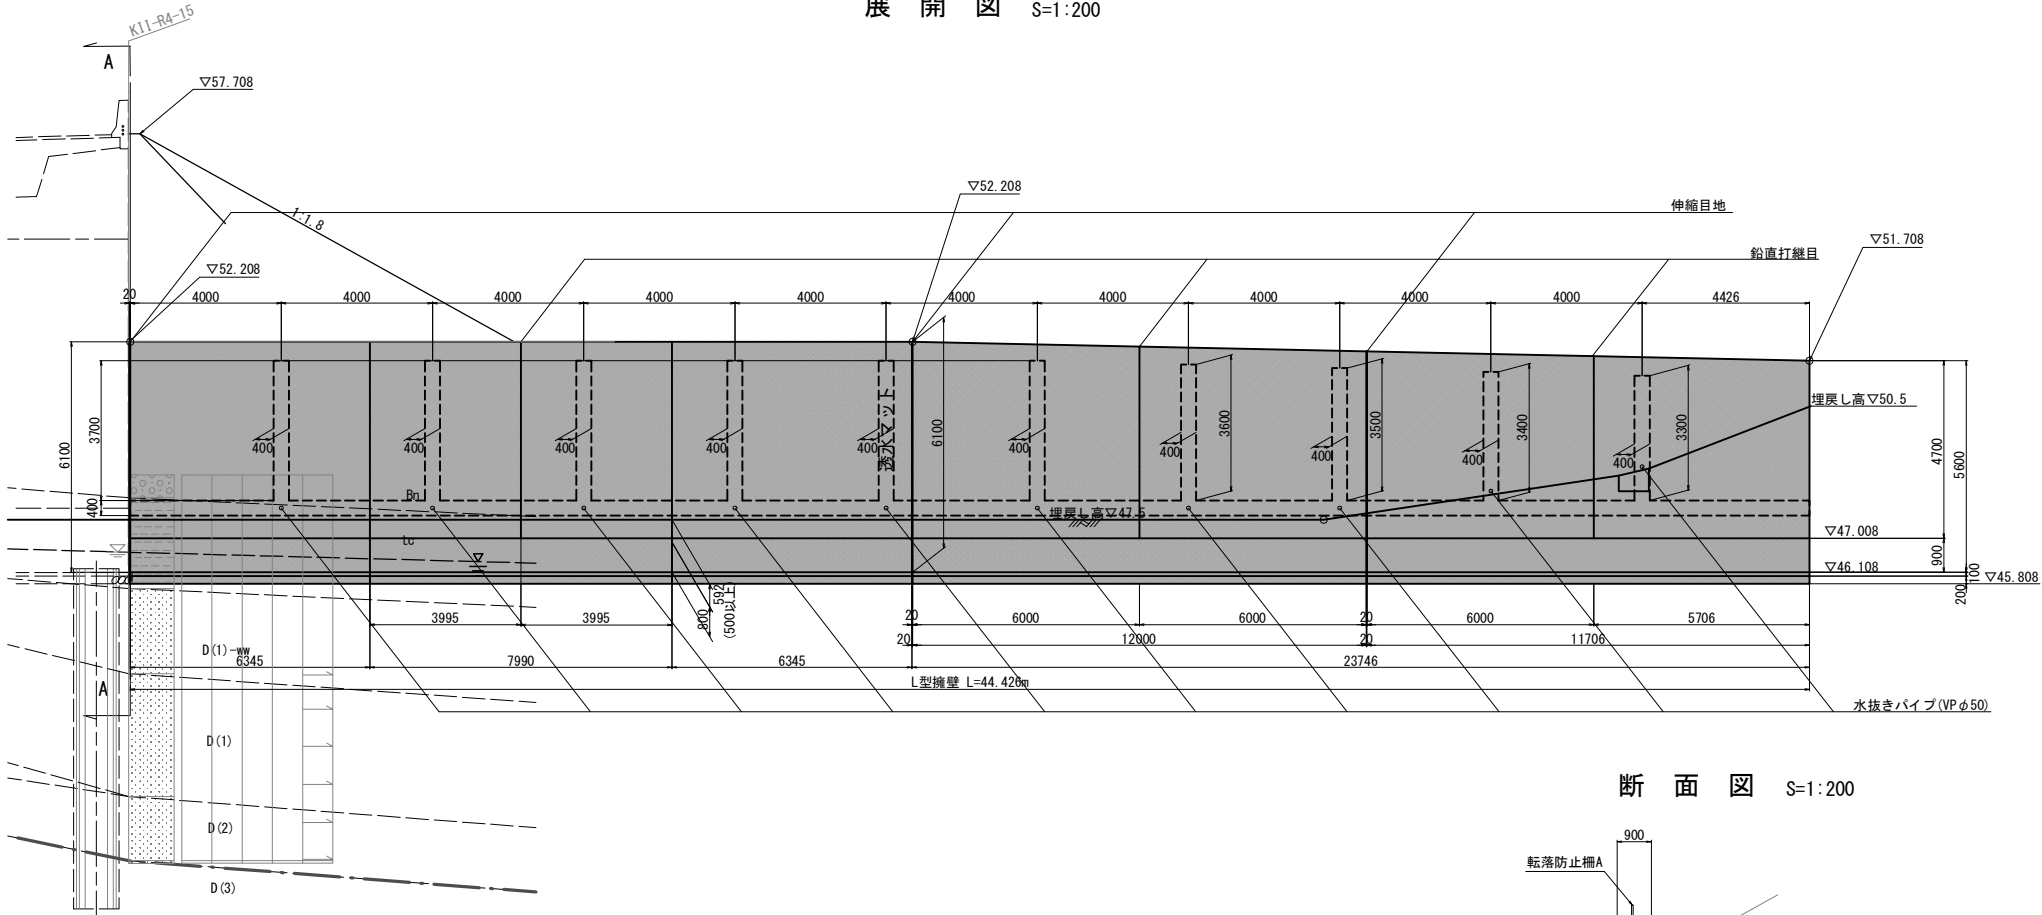 展 開 図 S=1:200
KII-R4-15
A
▽57.708
1:1.8
▽52.208
伸縮目地
▽51.708
鉛直打継目
▽52.208
20 4000 4000 4000 4000 4000 4000 4000 4000 4000 4000 4426
6100
3700
400
400 400 400 400 400 400 400 400 400 400
透水マット
6100
3600
3500
3400
3300
埋戻し高▽50.5
4700
5600
Bn
埋戻し高▽47.5
Lc
▽47.008
900
▽46.108
100
▽45.808
200
592
(500以上)
800
3995 3995 20 6000 6000 20 6000 5706
20 12000 20 11706
D(1)-ww
6345 7990 6345 23746
A
L型擁壁 L=44.426m
水抜きパイプ(VPφ50)
D(1)
D(2)
D(3)
断 面 図 S=1:200
900
転落防止柵A